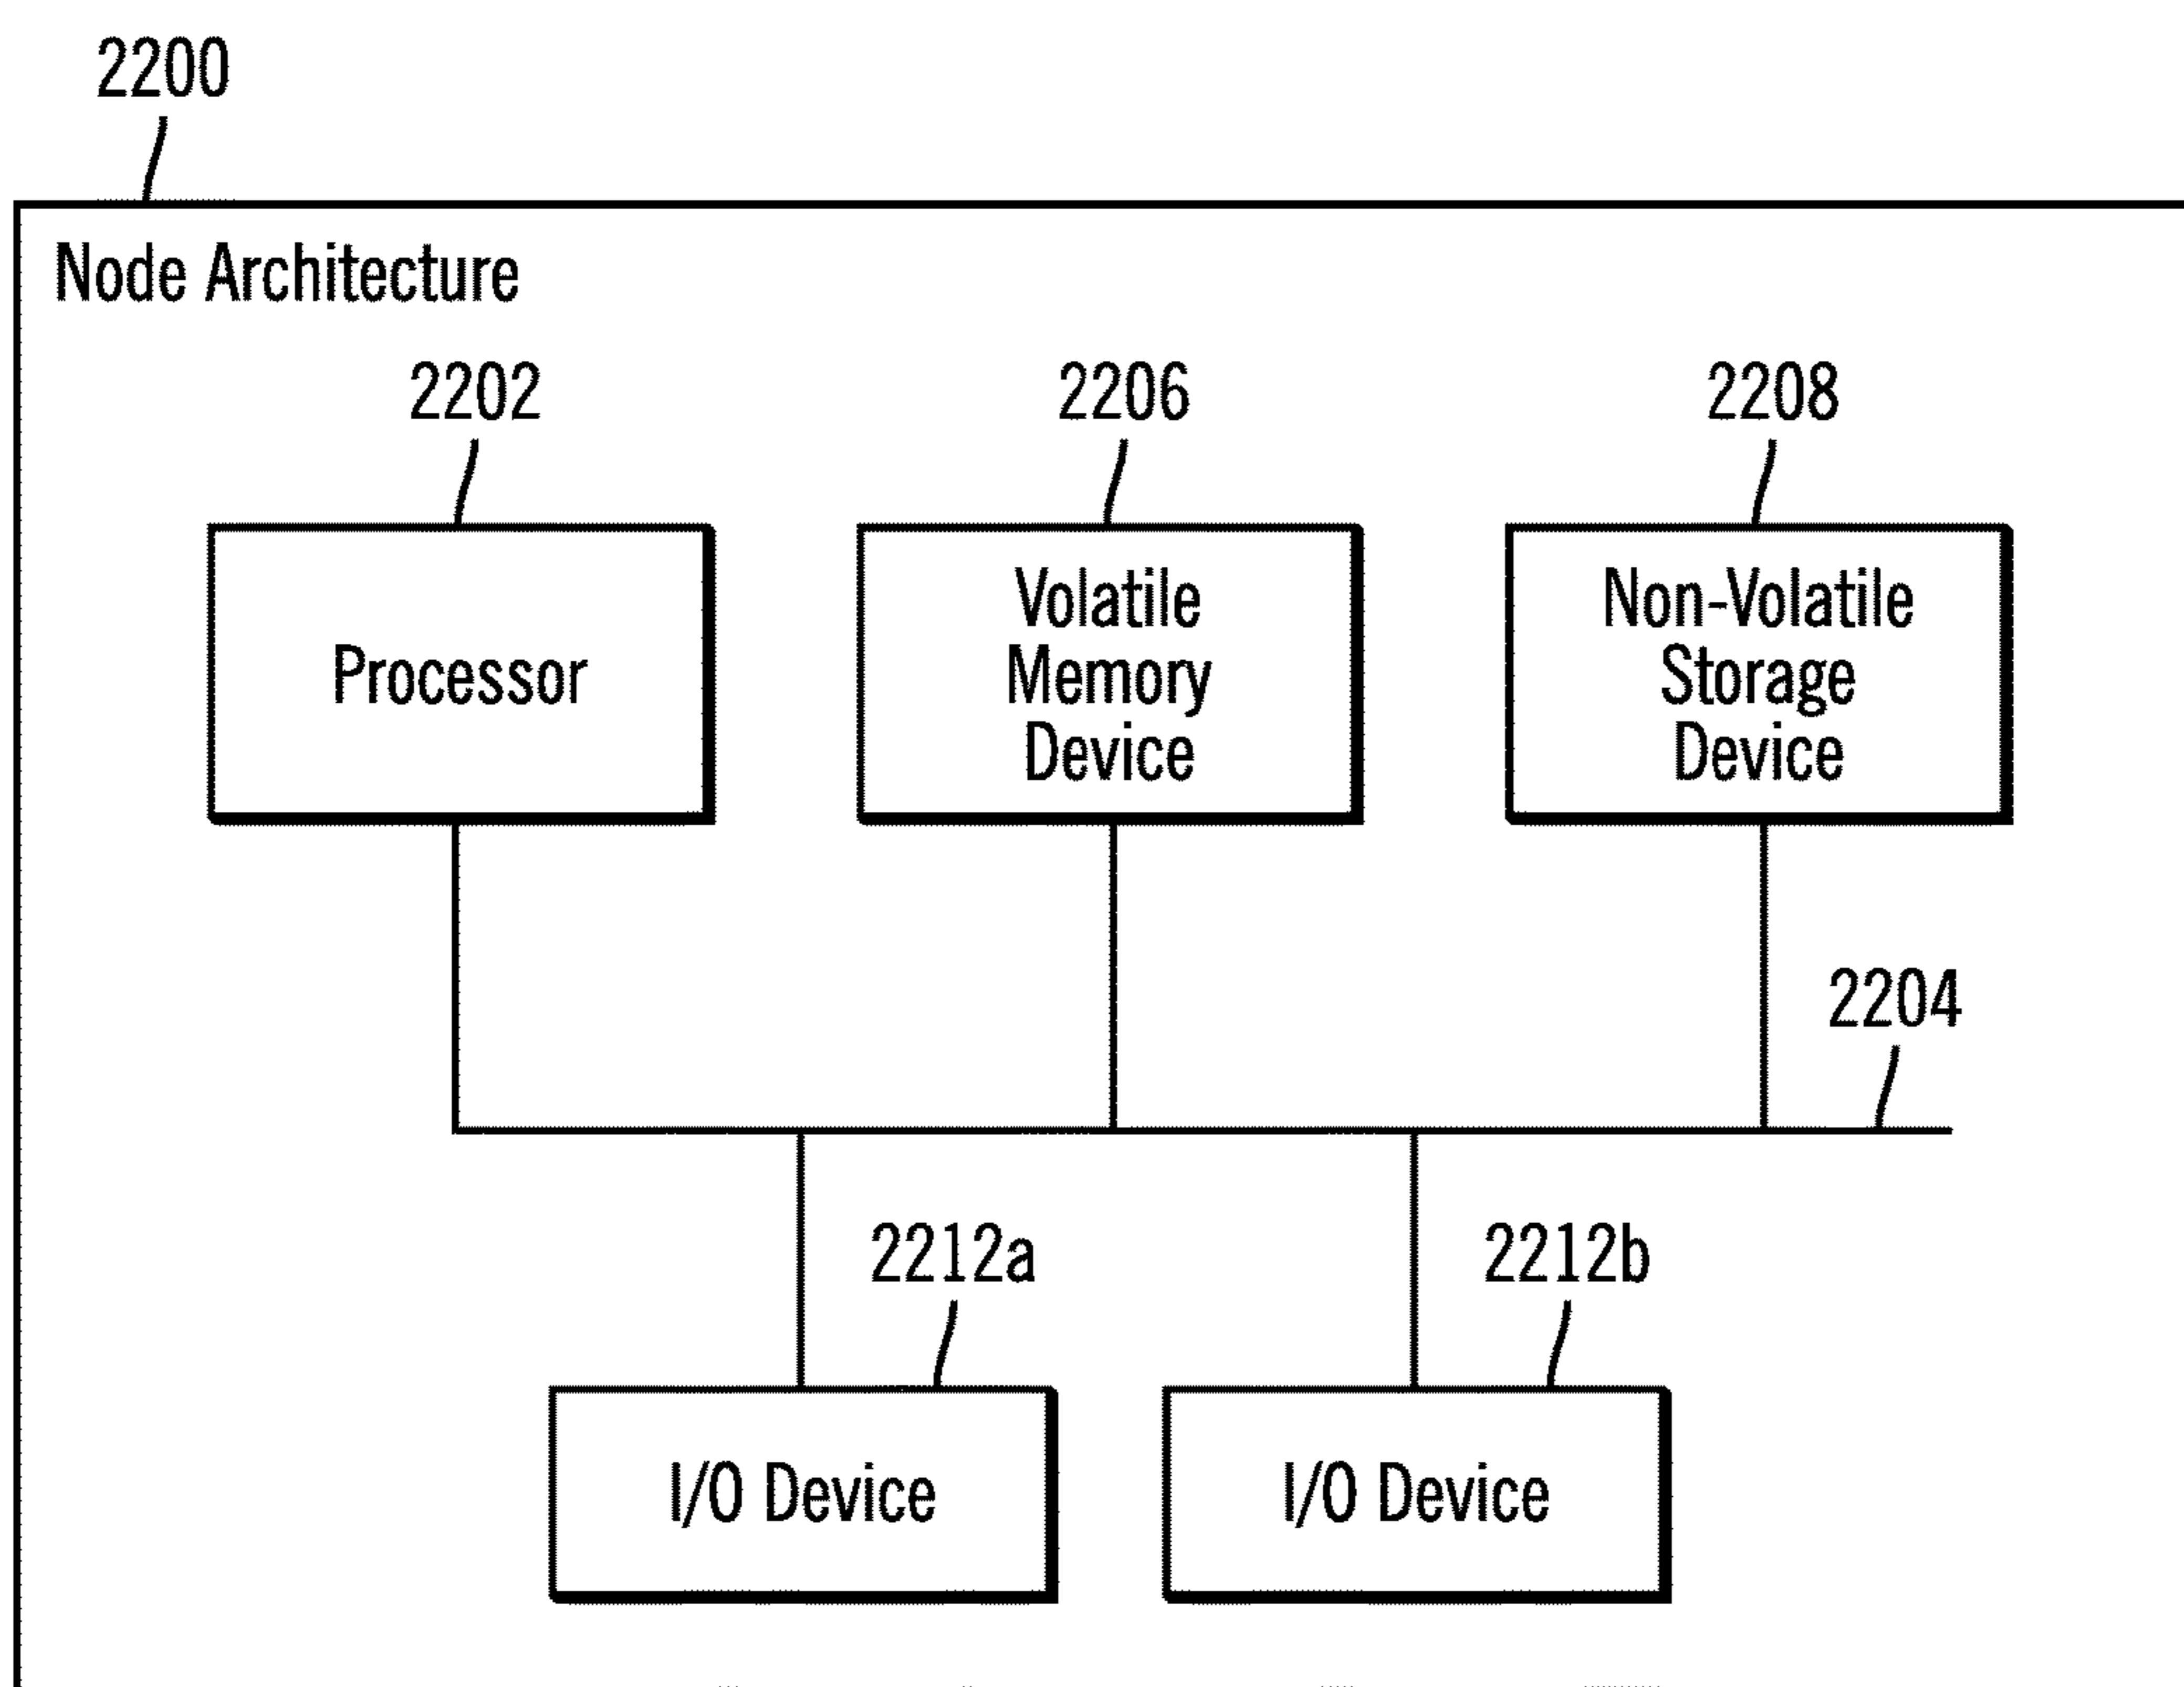 2200
Node Architecture
2202
2206
2208
Processor
Volatile
Memory
Device
Non-Volatile
Storage
Device
2204
2212a
2212b
I/O Device
I/O Device